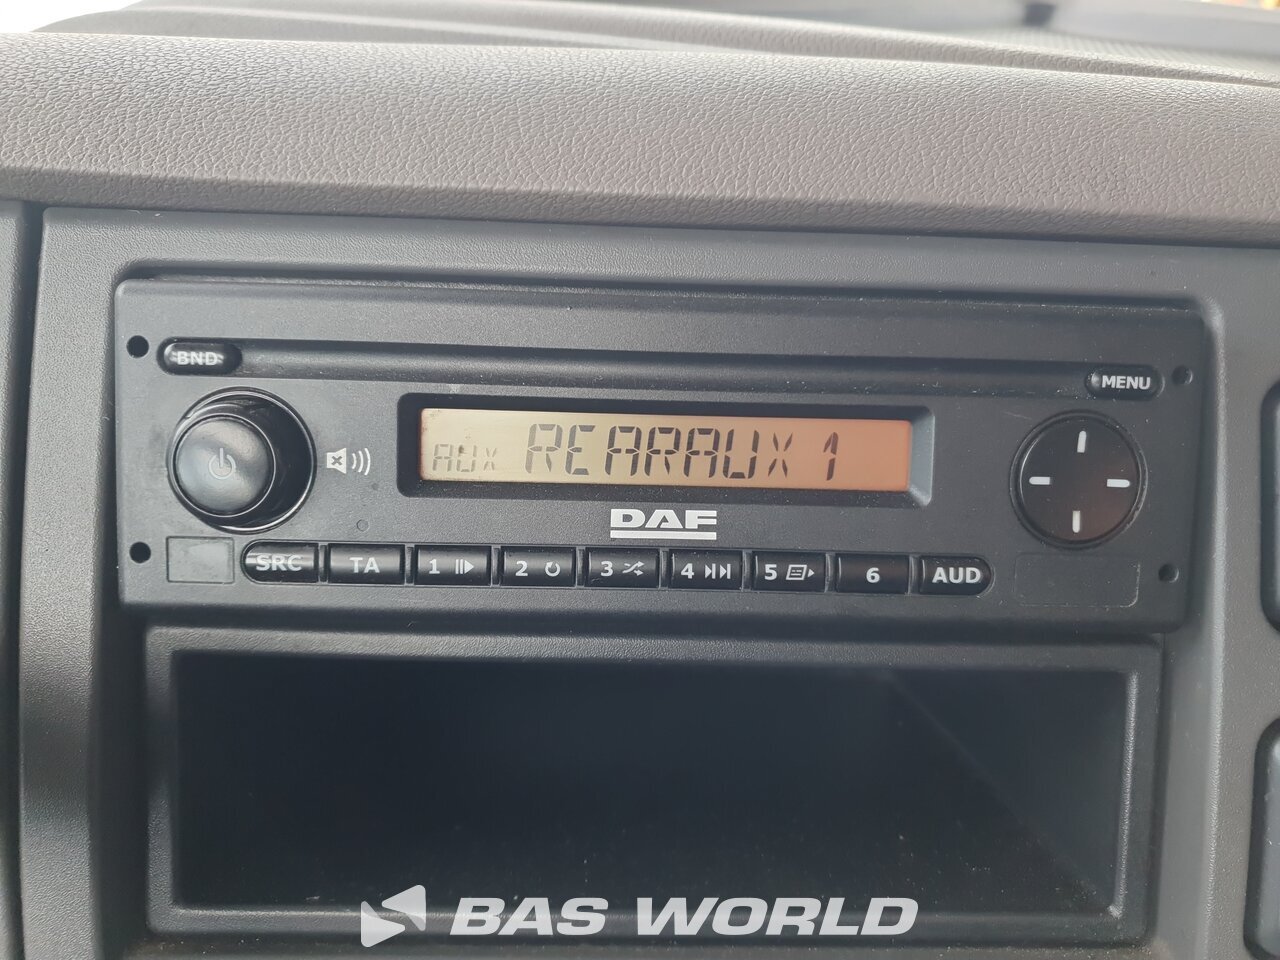 BND
MENU
AUX REARAUX 1
DAF
SRC TA 1 2 3 4 5 6 AUD
BAS WORLD